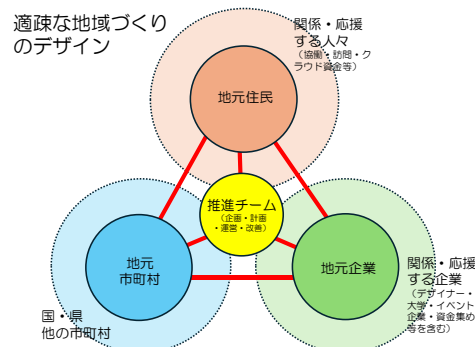 適疎な地域づくり
のデザイン
関係・応援
する人々
（協働・訪問・ク
ラウド資金等）
地元住民
推進チーム
（企画・計画
・運営・改善）
地元
市町村
地元企業
関係・応援
する企業
（デザイナー・
大学・イベント
企業・資金集め
等を含む）
国・県
他の市町村